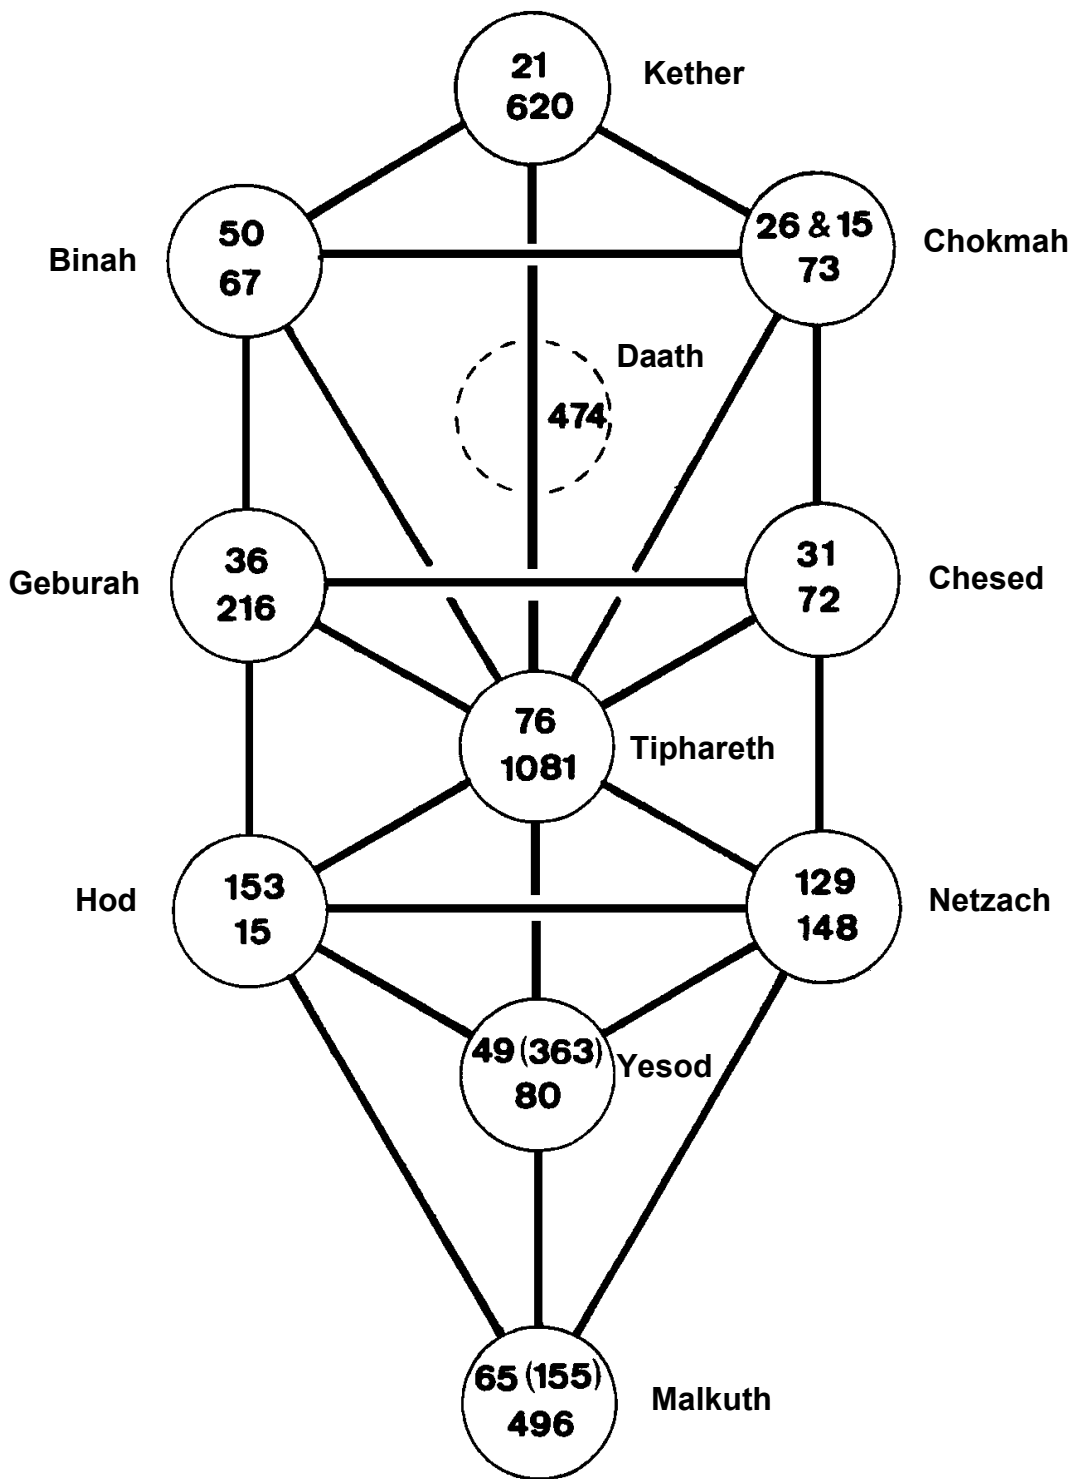 21
620
Kether
50
67
Binah
26 & 15
73
Chokmah
Daath
474
36
216
Geburah
31
72
Chesed
76
1081
Tiphareth
153
15
Hod
129
148
Netzach
49 (363)
80
Yesod
65 (155)
496
Malkuth